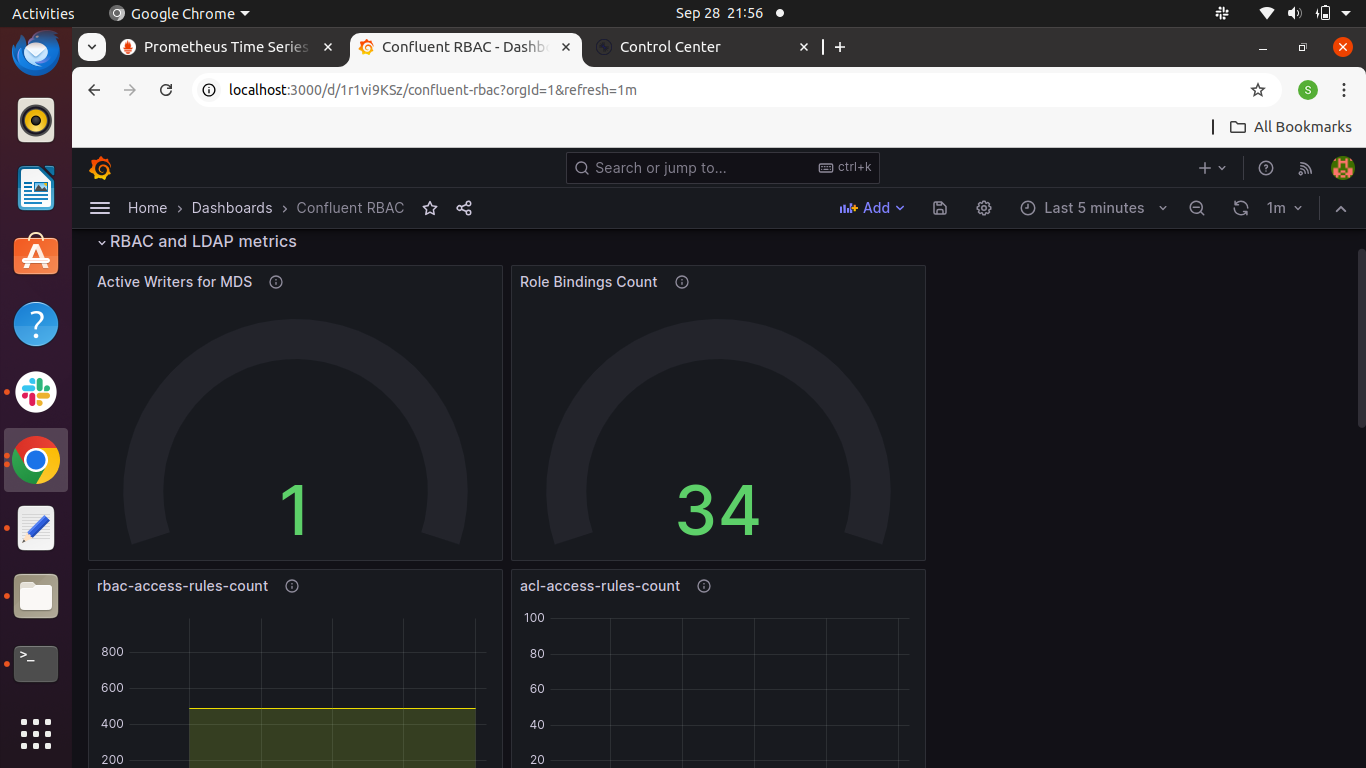 Activities Google Chrome Sep 28 21:56
Prometheus Time Series Confluent RBAC - Dashb Control Center
localhost:3000/d/1r1vi9KSz/confluent-rbac?orgId=1&refresh=1m S
All Bookmarks
Search or jump to... ctrl+k
Home Dashboards Confluent RBAC Add Last 5 minutes 1m
RBAC and LDAP metrics
Active Writers for MDS Role Bindings Count
1 34
rbac-access-rules-count acl-access-rules-count
100
800 80
600 60
400 40
200 20